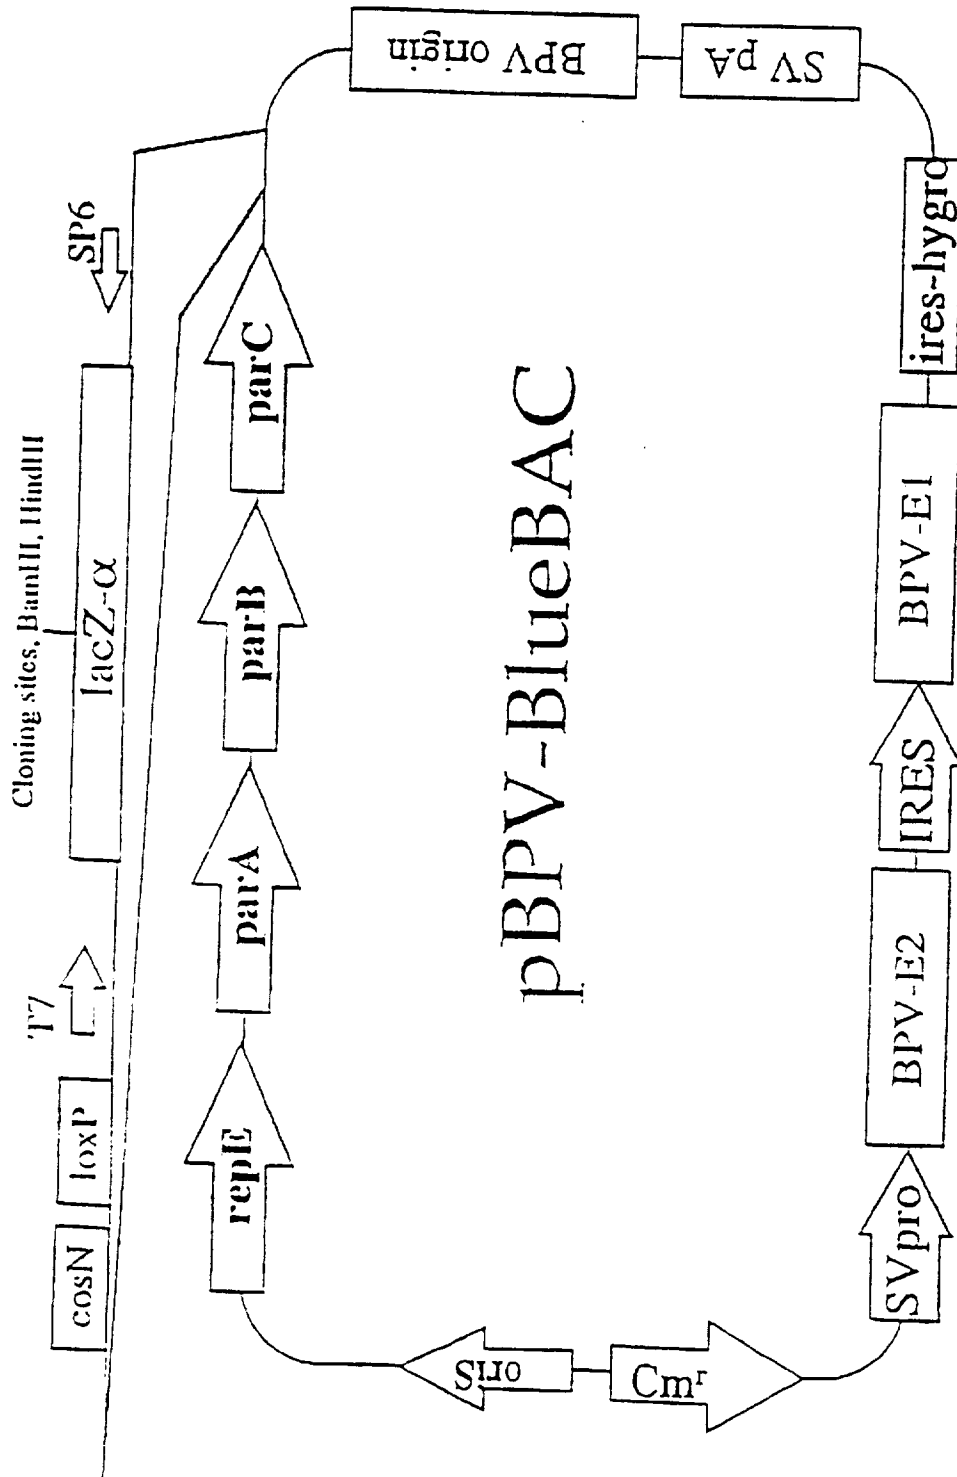 Cloning sites, BamHI, HindIII
cosN
loxP
T7
lacZ-α
SP6
repE
parA
parB
parC
oriS
Cmʳ
pBPV-BlueBAC
BPV origin
SV pA
SVpro
BPV-E2
IRES
BPV-E1
ires-hygro